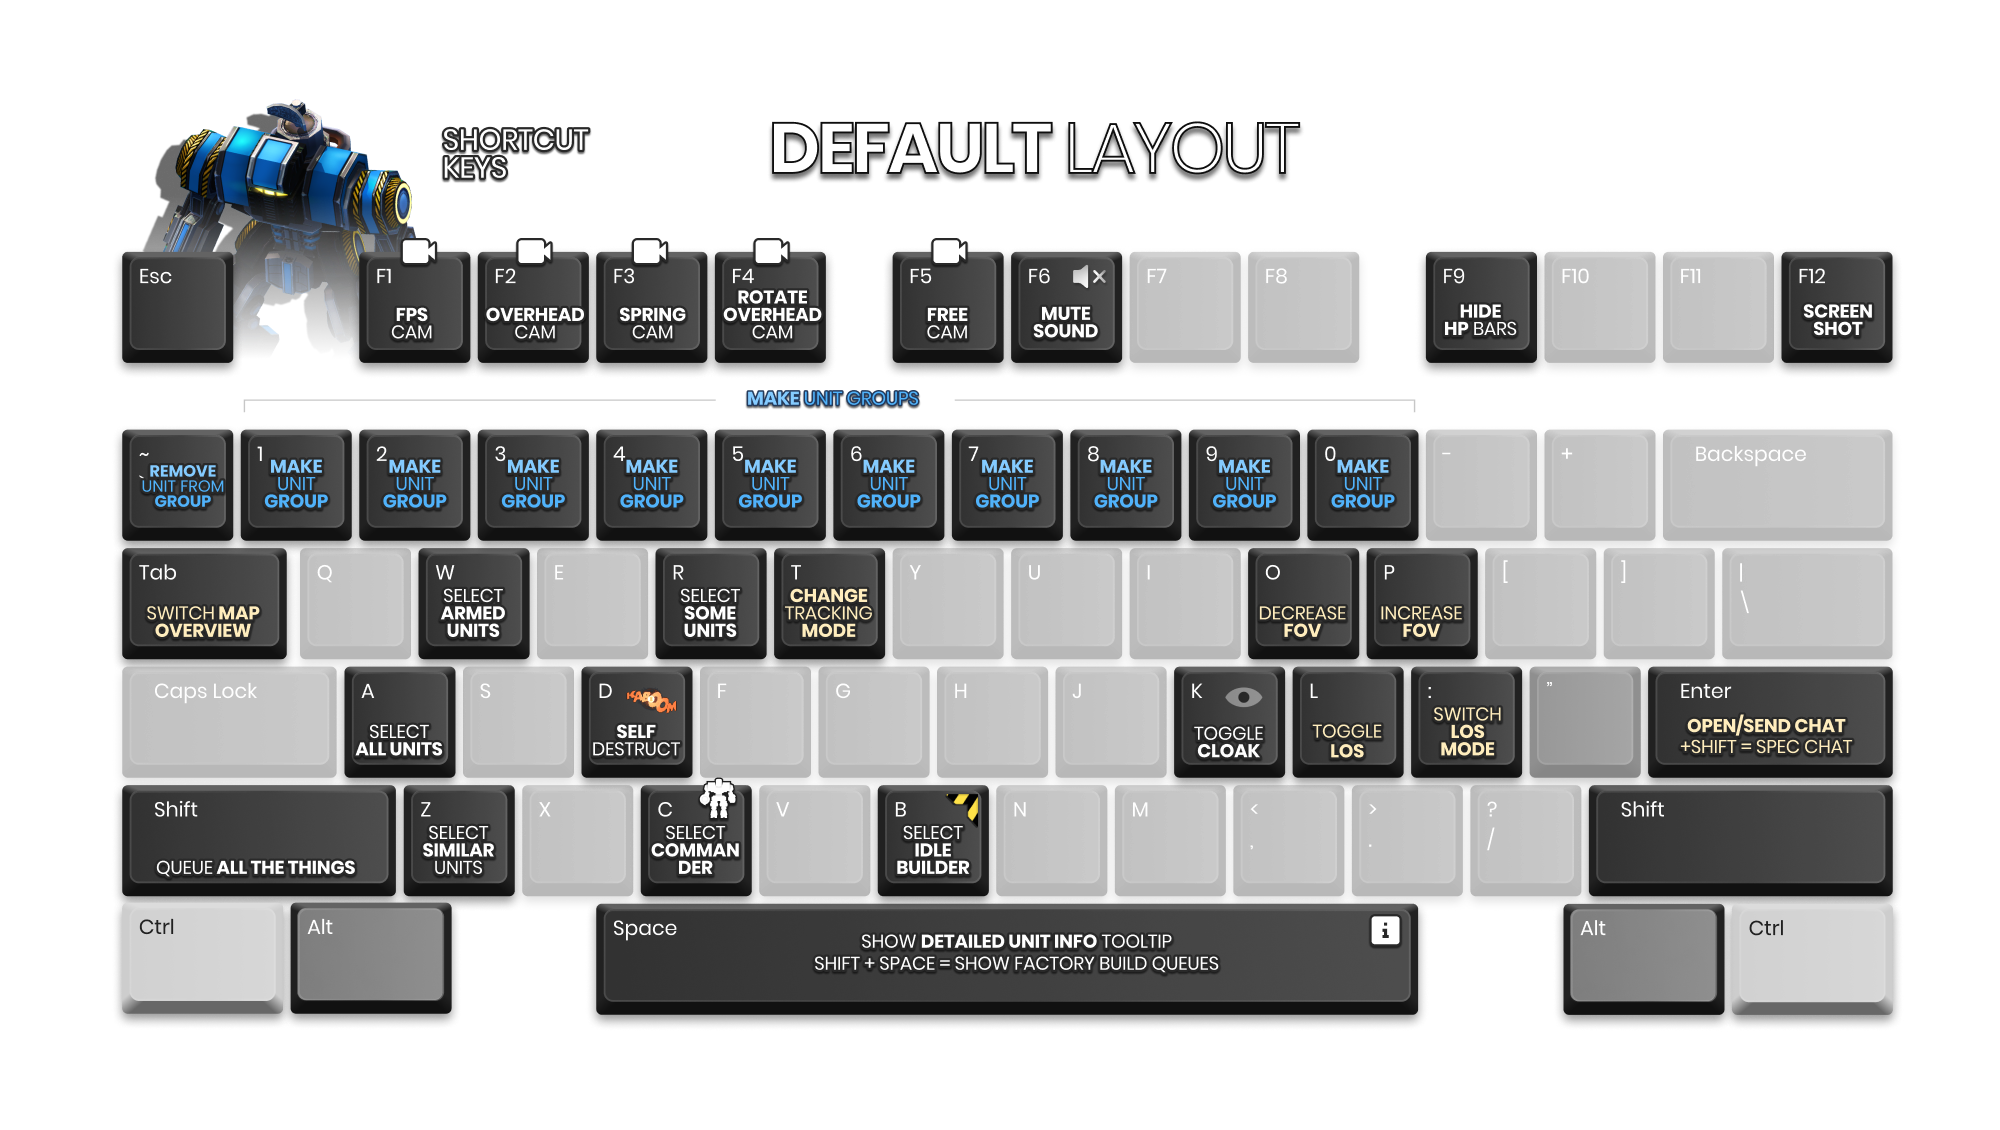 SHORTCUT
KEYS
DEFAULT LAYOUT
Esc
F1
FPS
CAM
F2
OVERHEAD
CAM
F3
SPRING
CAM
F4
ROTATE
OVERHEAD
CAM
F5
FREE
CAM
F6
MUTE
SOUND
F7
F8
F9
HIDE
HP BARS
F10
F11
F12
SCREEN
SHOT
MAKE UNIT GROUPS
~
`
REMOVE
UNIT FROM
GROUP
1
MAKE
UNIT
GROUP
2
MAKE
UNIT
GROUP
3
MAKE
UNIT
GROUP
4
MAKE
UNIT
GROUP
5
MAKE
UNIT
GROUP
6
MAKE
UNIT
GROUP
7
MAKE
UNIT
GROUP
8
MAKE
UNIT
GROUP
9
MAKE
UNIT
GROUP
0
MAKE
UNIT
GROUP
-
+
Backspace
Tab
SWITCH MAP
OVERVIEW
Q
W
SELECT
ARMED
UNITS
E
R
SELECT
SOME
UNITS
T
CHANGE
TRACKING
MODE
Y
U
I
O
DECREASE
FOV
P
INCREASE
FOV
[
]
|
\
Caps Lock
A
SELECT
ALL UNITS
S
D
KABOOM
SELF
DESTRUCT
F
G
H
J
K
TOGGLE
CLOAK
L
TOGGLE
LOS
:
SWITCH
LOS
MODE
"
Enter
OPEN/SEND CHAT
+SHIFT = SPEC CHAT
Shift
QUEUE ALL THE THINGS
Z
SELECT
SIMILAR
UNITS
X
C
SELECT
COMMAN
DER
V
B
SELECT
IDLE
BUILDER
N
M
<
,
>
.
?
/
Shift
Ctrl
Alt
Space
SHOW DETAILED UNIT INFO TOOLTIP
SHIFT + SPACE = SHOW FACTORY BUILD QUEUES
i
Alt
Ctrl